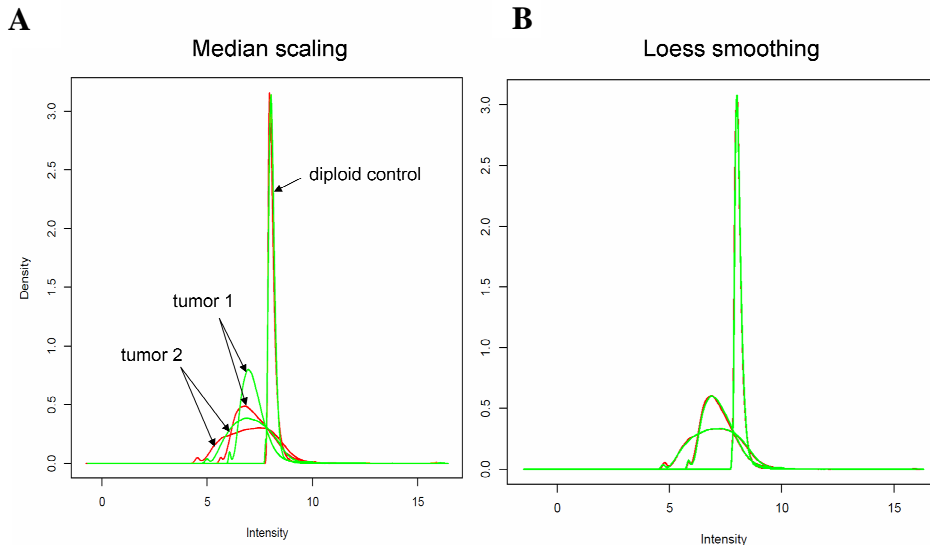 A
Median scaling
3.0
2.5
2.0
1.5
1.0
0.5
0.0
Density
diploid control
tumor 1
tumor 2
0
5
10
15
Intensity
B
Loess smoothing
3.0
2.5
2.0
1.5
1.0
0.5
0.0
0
5
10
15
Intensity